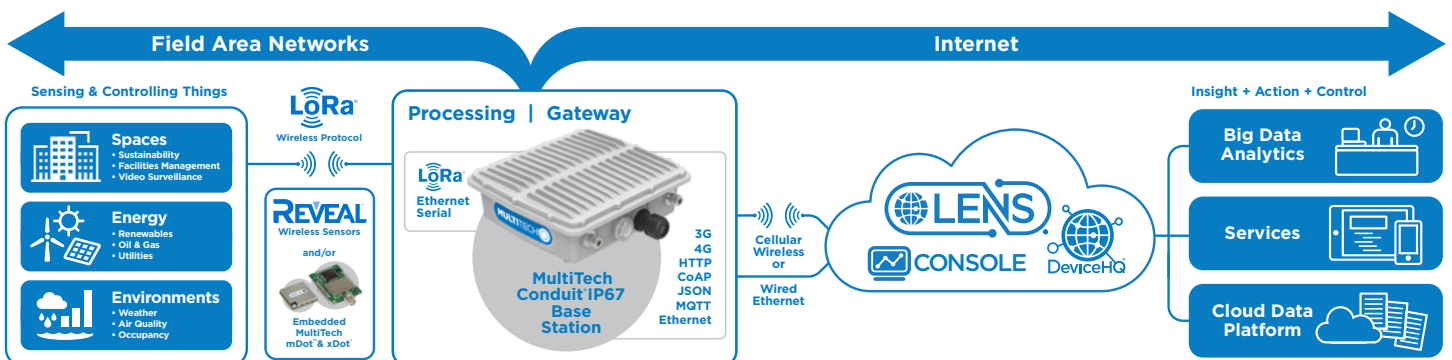 Field Area Networks
Internet
Sensing & Controlling Things
Spaces
• Sustainability
• Facilities Management
• Video Surveillance
Energy
• Renewables
• Oil & Gas
• Utilities
Environments
• Weather
• Air Quality
• Occupancy
LoRa®
Wireless Protocol
REVEAL™
Wireless Sensors
and/or
Embedded
MultiTech
mDot™ & xDot™
Processing | Gateway
LoRa®
Ethernet
Serial
MULTITECH
MultiTech
Conduit® IP67
Base
Station
3G
4G
HTTP
CoAP
JSON
MQTT
Ethernet
Cellular
Wireless
or
Wired
Ethernet
LENS®
CONSOLE
DeviceHQ®
Insight + Action + Control
Big Data
Analytics
Services
Cloud Data
Platform